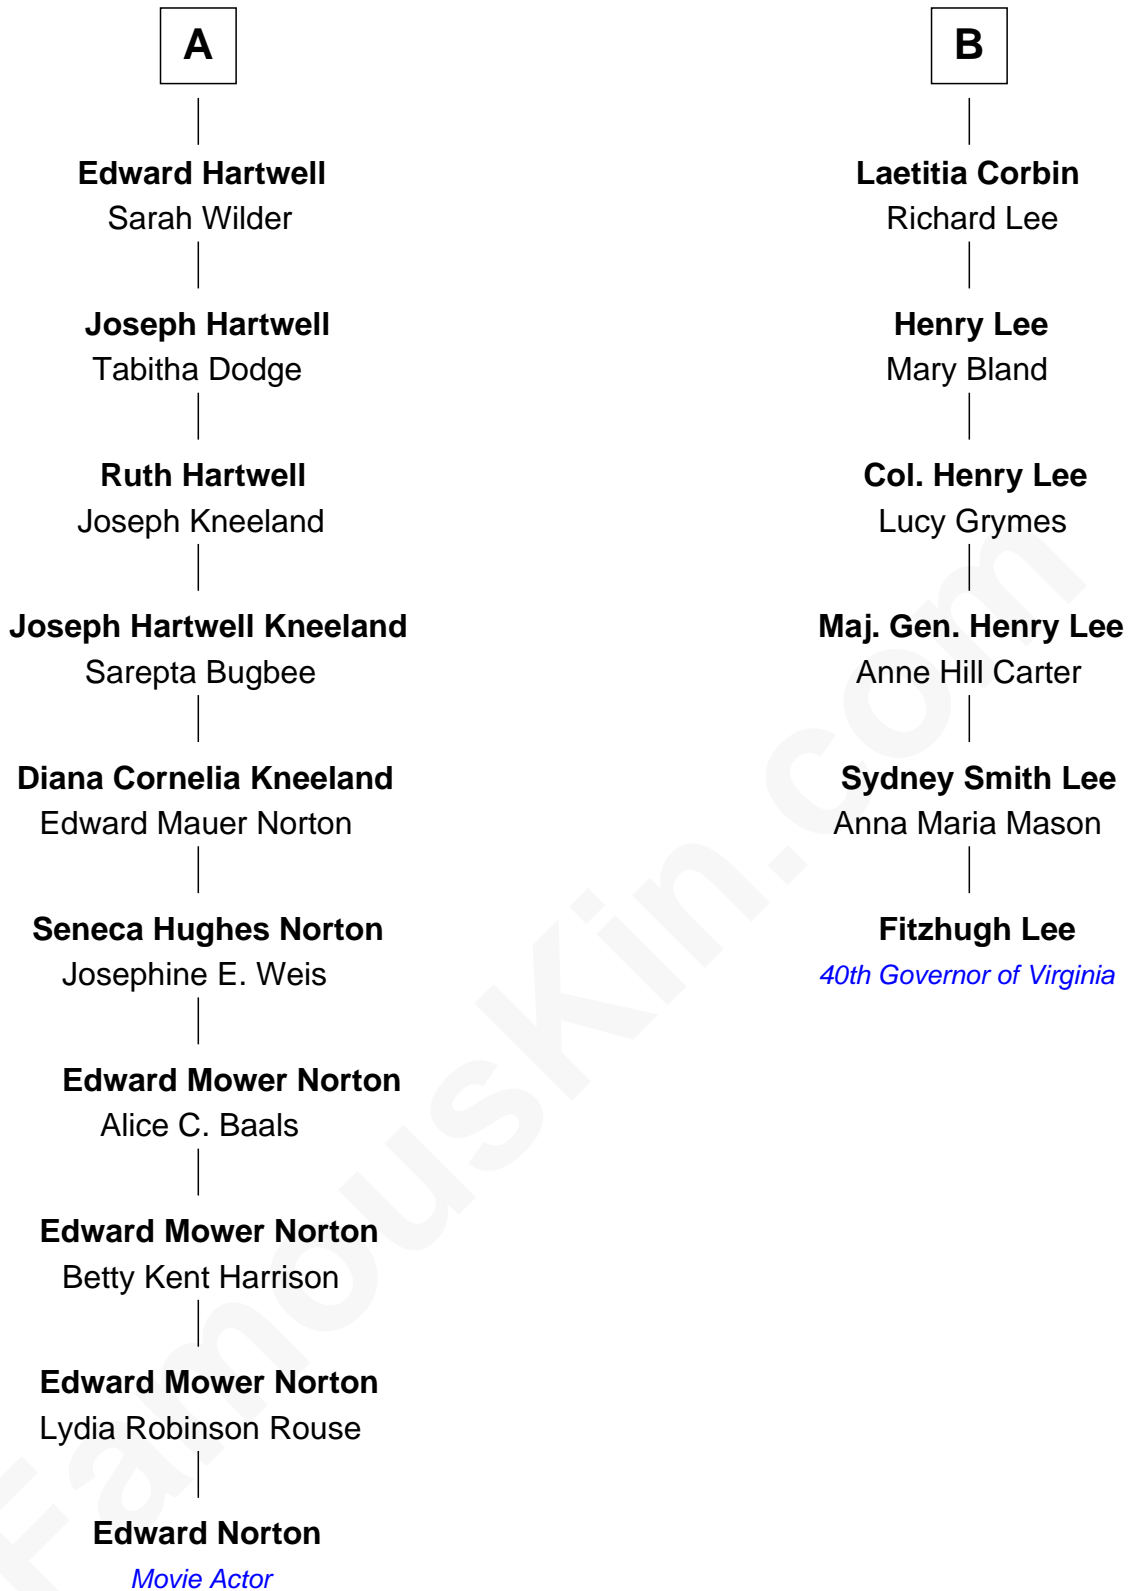 A
Edward Hartwell
Sarah Wilder
Joseph Hartwell
Tabitha Dodge
Ruth Hartwell
Joseph Kneeland
Joseph Hartwell Kneeland
Sarepta Bugbee
Diana Cornelia Kneeland
Edward Mauer Norton
Seneca Hughes Norton
Josephine E. Weis
Edward Mower Norton
Alice C. Baals
Edward Mower Norton
Betty Kent Harrison
Edward Mower Norton
Lydia Robinson Rouse
Edward Norton
Movie Actor
B
Laetitia Corbin
Richard Lee
Henry Lee
Mary Bland
Col. Henry Lee
Lucy Grymes
Maj. Gen. Henry Lee
Anne Hill Carter
Sydney Smith Lee
Anna Maria Mason
Fitzhugh Lee
40th Governor of Virginia
FamousKin.com